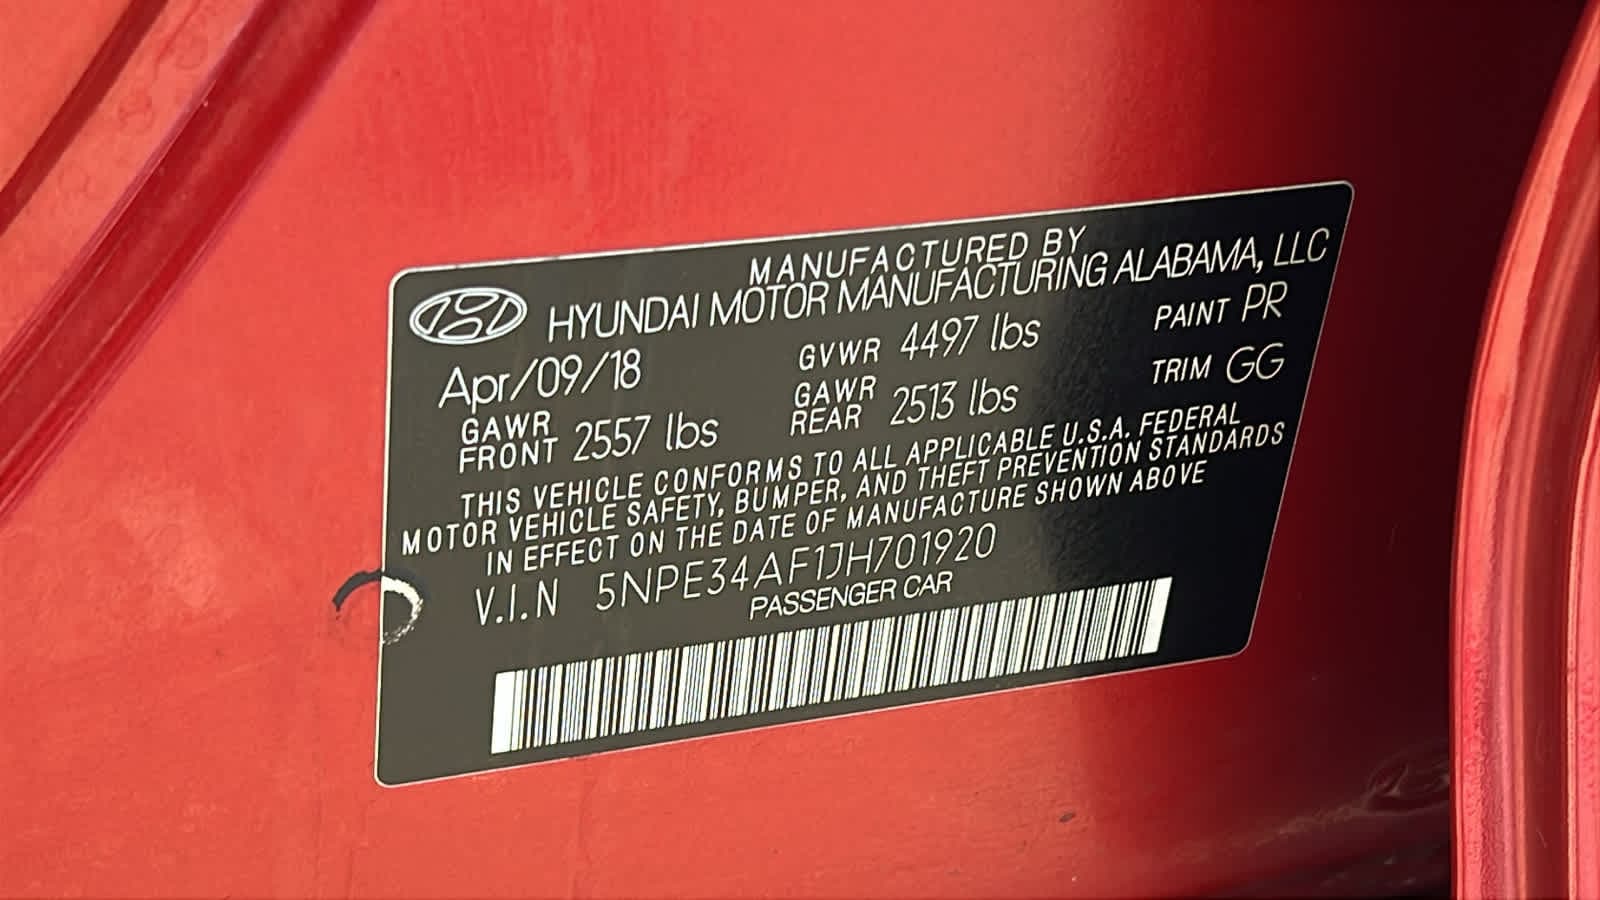 MANUFACTURED BY
HYUNDAI MOTOR MANUFACTURING ALABAMA, LLC
Apr/09/18 GVWR 4497 lbs PAINT PR
GAWR FRONT 2557 lbs GAWR REAR 2513 lbs TRIM GG
THIS VEHICLE CONFORMS TO ALL APPLICABLE U.S.A. FEDERAL
MOTOR VEHICLE SAFETY, BUMPER, AND THEFT PREVENTION STANDARDS
IN EFFECT ON THE DATE OF MANUFACTURE SHOWN ABOVE
V.I.N 5NPE34AF1JH701920
PASSENGER CAR